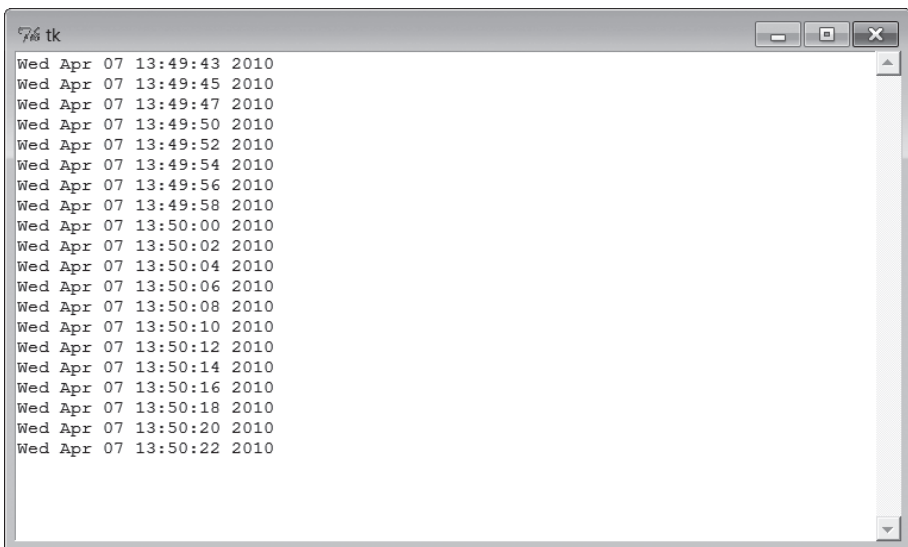 tk
Wed Apr 07 13:49:43 2010
Wed Apr 07 13:49:45 2010
Wed Apr 07 13:49:47 2010
Wed Apr 07 13:49:50 2010
Wed Apr 07 13:49:52 2010
Wed Apr 07 13:49:54 2010
Wed Apr 07 13:49:56 2010
Wed Apr 07 13:49:58 2010
Wed Apr 07 13:50:00 2010
Wed Apr 07 13:50:02 2010
Wed Apr 07 13:50:04 2010
Wed Apr 07 13:50:06 2010
Wed Apr 07 13:50:08 2010
Wed Apr 07 13:50:10 2010
Wed Apr 07 13:50:12 2010
Wed Apr 07 13:50:14 2010
Wed Apr 07 13:50:16 2010
Wed Apr 07 13:50:18 2010
Wed Apr 07 13:50:20 2010
Wed Apr 07 13:50:22 2010